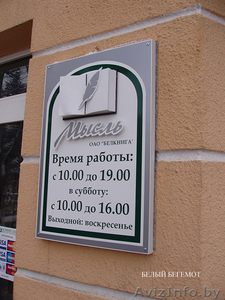 Мысль
ОАО "БЕЛКНИГА"
Время работы:
с 10.00 до 19.00
в субботу:
с 10.00 до 16.00
Выходной: воскресенье
БЕЛЫЙ БЕГЕМОТ
AvizInfo.by